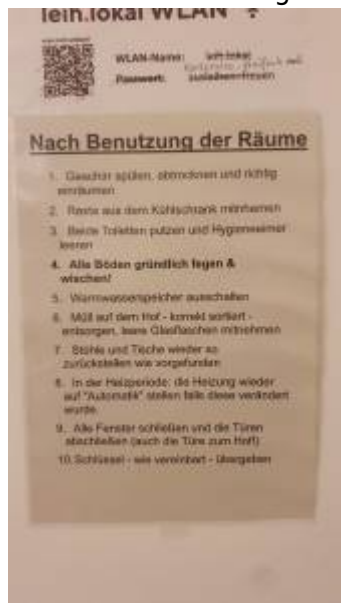 leih.lokal WLAN
WLAN-Name: leih.lokal
Passwort: ausleihen-freuen
Nach Benutzung der Räume
1. Geschirr spülen, abtrocknen und richtig
einräumen
2. Reste aus dem Kühlschrank mitnehmen
3. Beide Toiletten putzen und Hygieneeimer
leeren
4. Alle Böden gründlich fegen &
wischen!
5. Warmwasserspeicher ausschalten
6. Müll auf dem Hof - korrekt sortiert -
entsorgen, leere Glasflaschen mitnehmen
7. Stühle und Tische wieder so
zurückstellen wie vorgefunden
8. In der Heizperiode: die Heizung wieder
auf "Automatik" stellen falls diese verändert
wurde.
9. Alle Fenster schließen und die Türen
abschließen (auch die Türe zum Hof!)
10. Schlüssel - wie vereinbart - übergeben